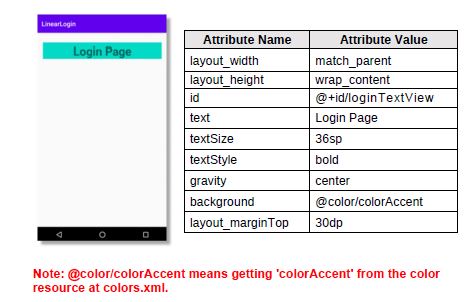 LinearLogin
Login Page
Attribute Name Attribute Value
layout_width match_parent
layout_height wrap_content
id @+id/loginTextView
text Login Page
textSize 36sp
textStyle bold
gravity center
background @color/colorAccent
layout_marginTop 30dp
Note: @color/colorAccent means getting 'colorAccent' from the color
resource at colors.xml.